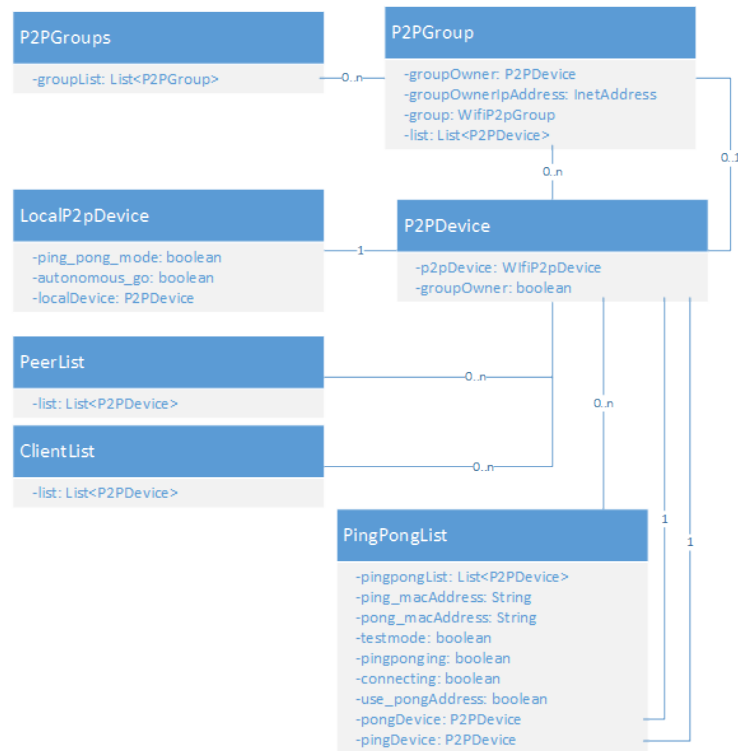 P2PGroups
-groupList: List<P2PGroup>
0..n
P2PGroup
-groupOwner: P2PDevice
-groupOwnerIpAddress: InetAddress
-group: WifiP2pGroup
-list: List<P2PDevice>
0..1
0..n
LocalP2pDevice
-ping_pong_mode: boolean
-autonomous_go: boolean
-localDevice: P2PDevice
1
P2PDevice
-p2pDevice: WIfiP2pDevice
-groupOwner: boolean
PeerList
-list: List<P2PDevice>
0..n
0..n
ClientList
-list: List<P2PDevice>
0..n
1
1
PingPongList
-pingpongList: List<P2PDevice>
-ping_macAddress: String
-pong_macAddress: String
-testmode: boolean
-pingponging: boolean
-connecting: boolean
-use_pongAddress: boolean
-pongDevice: P2PDevice
-pingDevice: P2PDevice